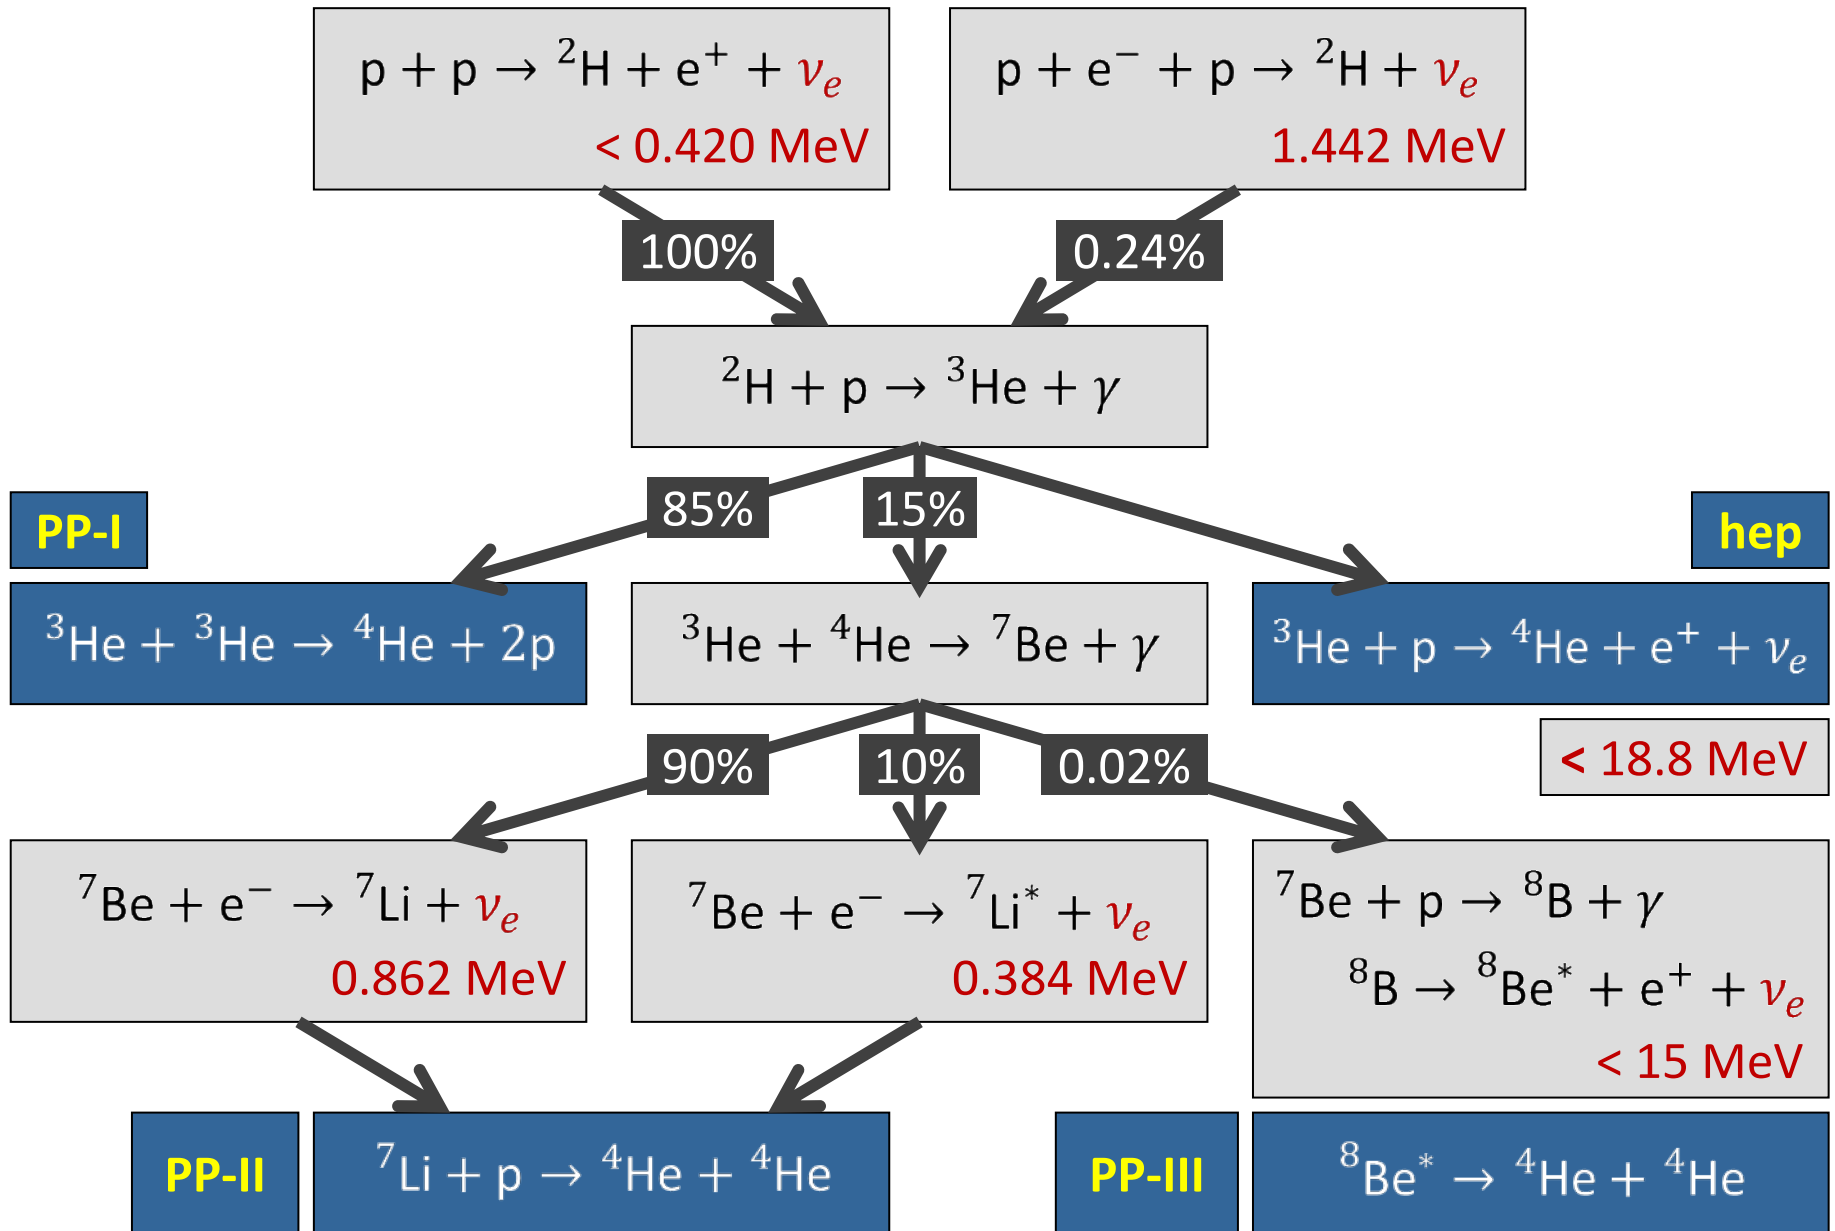 p + p → ²H + e⁺ + νₑ
< 0.420 MeV
p + e⁻ + p → ²H + νₑ
1.442 MeV
100%
0.24%
²H + p → ³He + γ
85%
15%
PP-I
hep
³He + ³He → ⁴He + 2p
³He + ⁴He → ⁷Be + γ
³He + p → ⁴He + e⁺ + νₑ
< 18.8 MeV
90%
10%
0.02%
⁷Be + e⁻ → ⁷Li + νₑ
0.862 MeV
⁷Be + e⁻ → ⁷Li* + νₑ
0.384 MeV
⁷Be + p → ⁸B + γ
⁸B → ⁸Be* + e⁺ + νₑ
< 15 MeV
PP-II
⁷Li + p → ⁴He + ⁴He
PP-III
⁸Be* → ⁴He + ⁴He